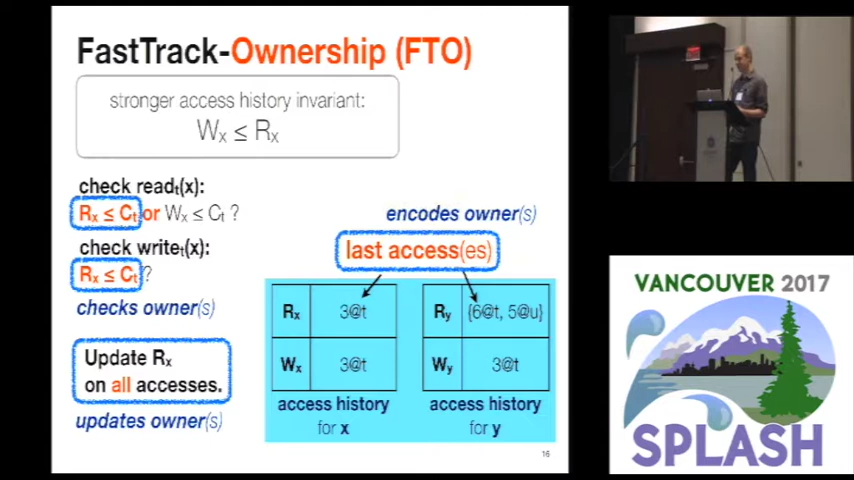 FastTrack-Ownership (FTO)
stronger access history invariant:
Wx ≤ Rx
check readt(x):
Rx ≤ Ct or Wx ≤ Ct ?
check writet(x):
Rx ≤ Ct ?
checks owner(s)
Update Rx
on all accesses.
updates owner(s)
encodes owner(s)
last access(es)
Rx 3@t
Wx 3@t
access history
for x
Ry {6@t, 5@u}
Wy 3@t
access history
for y
16
VANCOUVER 2017
SPLASH